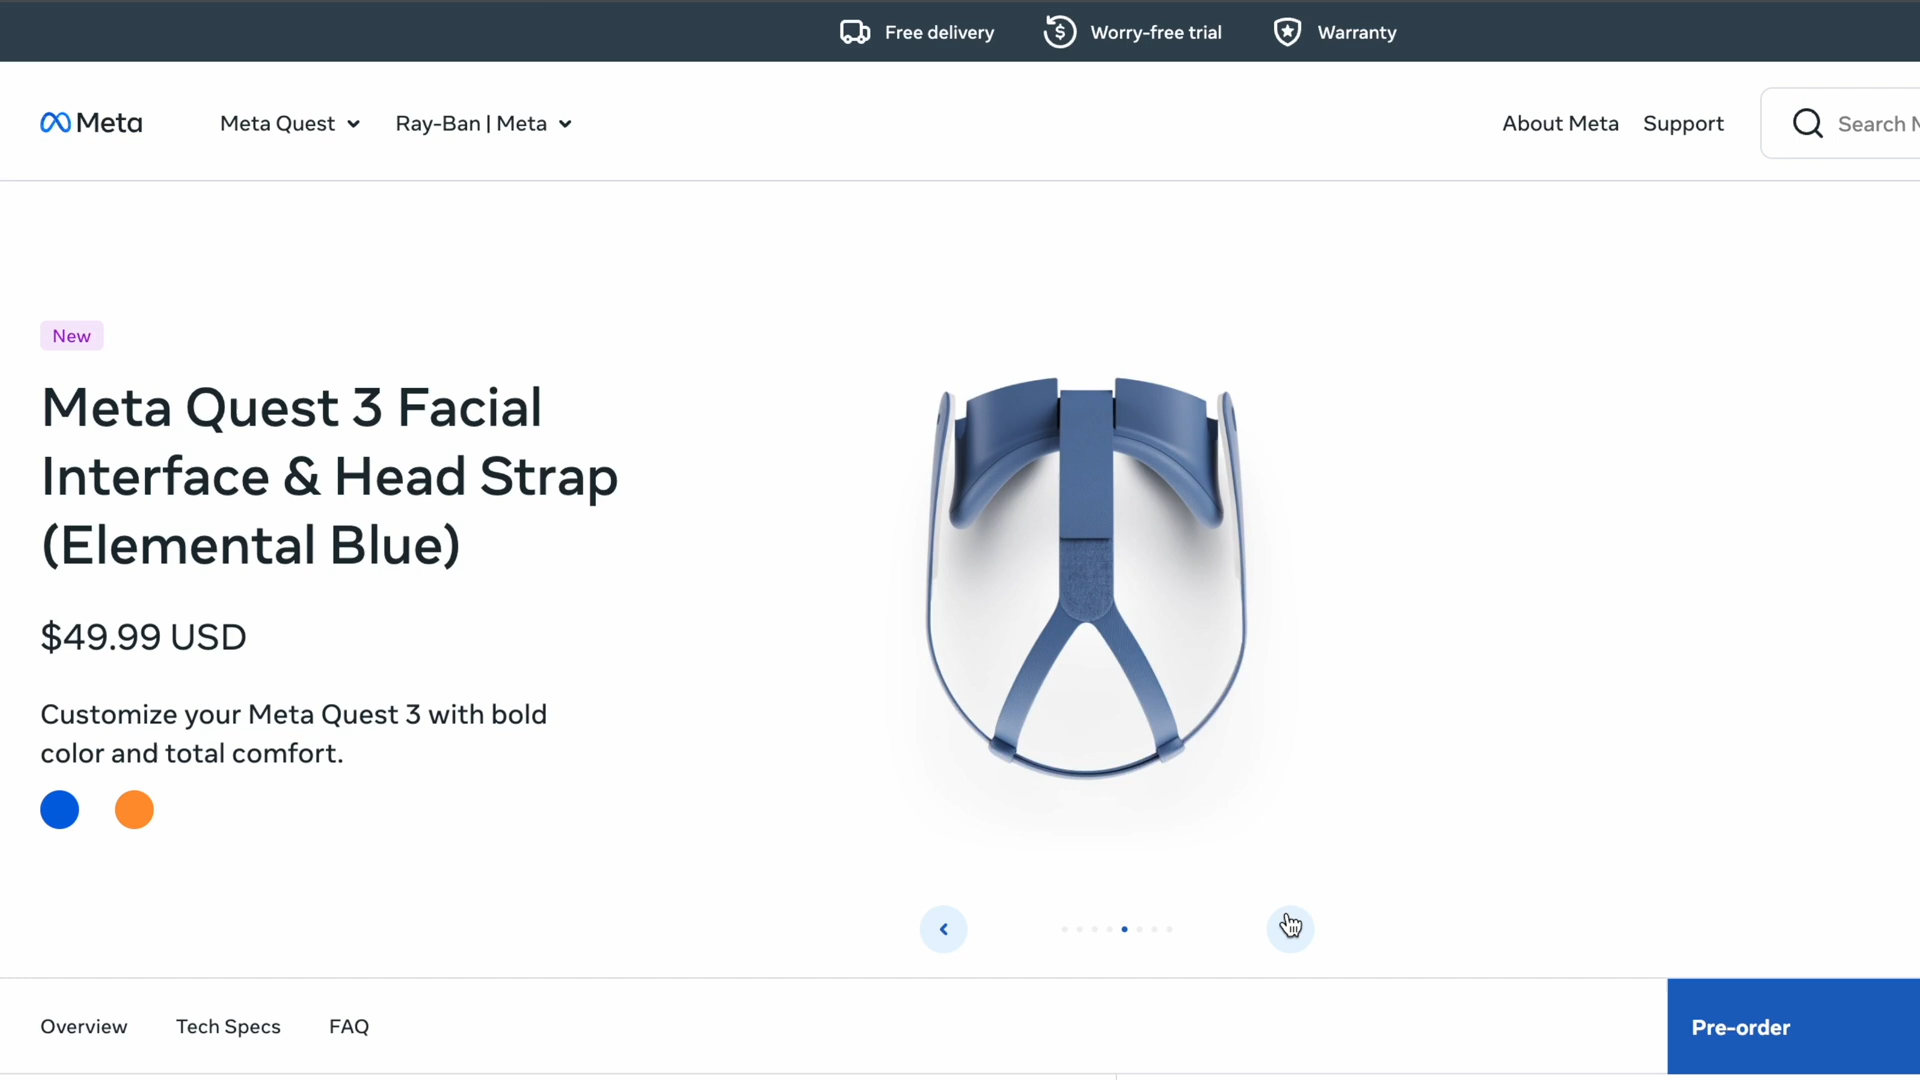 Free delivery
Worry-free trial
Warranty
Meta
Meta Quest
Ray-Ban | Meta
About Meta
Support
Search
New
Meta Quest 3 Facial
Interface & Head Strap
(Elemental Blue)
$49.99 USD
Customize your Meta Quest 3 with bold
color and total comfort.
Overview
Tech Specs
FAQ
Pre-order